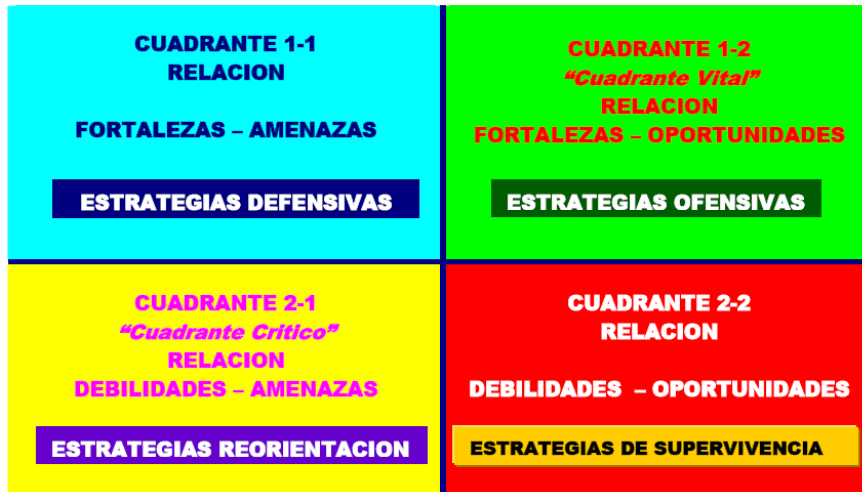 CUADRANTE 1-1
RELACION
FORTALEZAS – AMENAZAS
ESTRATEGIAS DEFENSIVAS
CUADRANTE 1-2
“Cuadrante Vital”
RELACION
FORTALEZAS – OPORTUNIDADES
ESTRATEGIAS OFENSIVAS
CUADRANTE 2-1
“Cuadrante Critico”
RELACION
DEBILIDADES – AMENAZAS
ESTRATEGIAS REORIENTACION
CUADRANTE 2-2
RELACION
DEBILIDADES – OPORTUNIDADES
ESTRATEGIAS DE SUPERVIVENCIA